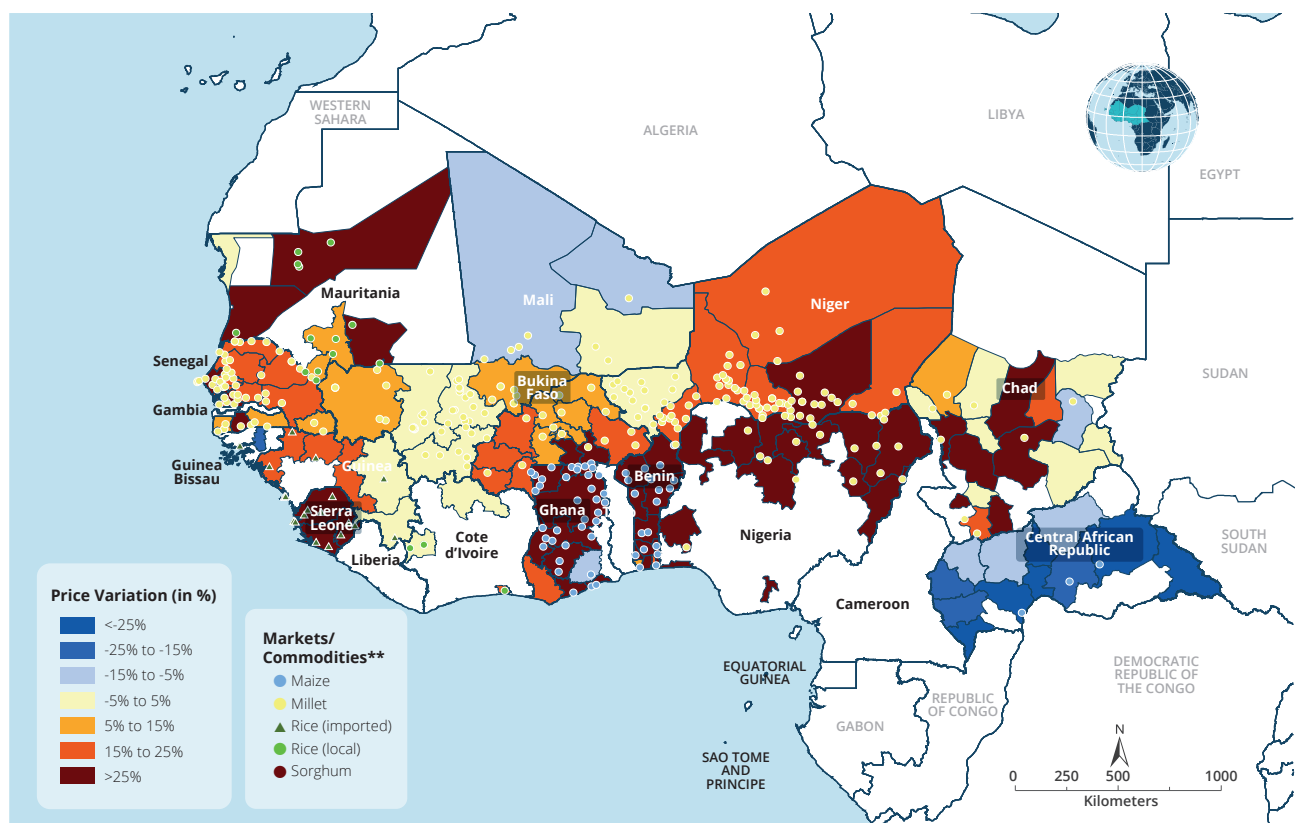 WESTERN
SAHARA
ALGERIA
LIBYA
EGYPT
Mauritania
Mali
Niger
Senegal
Bukina
Faso
Chad
SUDAN
Gambia
Guinea
Bissau
Guinea
Benin
Sierra
Leone
Ghana
Cote
d’Ivoire
Nigeria
Central African
Republic
SOUTH
SUDAN
Liberia
Cameroon
EQUATORIAL
GUINEA
GABON
REPUBLIC
OF CONGO
DEMOCRATIC
REPUBLIC OF
THE CONGO
SAO TOME
AND
PRINCIPE
Price Variation (in %)
<-25%
-25% to -15%
-15% to -5%
-5% to 5%
5% to 15%
15% to 25%
>25%
Markets/
Commodities**
Maize
Millet
Rice (imported)
Rice (local)
Sorghum
N
0 250 500 1000
Kilometers